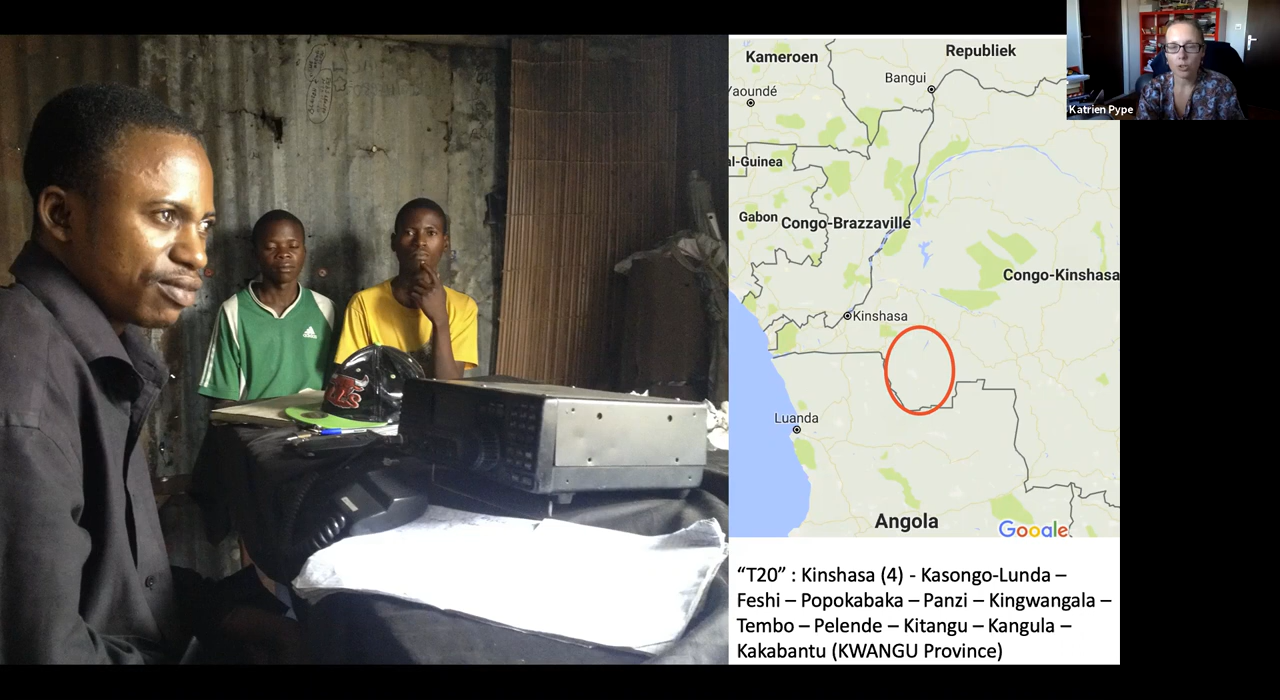 Kameroen
Republiek
Bangui
Yaoundé
al-Guinea
Gabon
Congo-Brazzaville
Congo-Kinshasa
Kinshasa
Luanda
Angola
Google
“T20” : Kinshasa (4) - Kasongo-Lunda –
Feshi – Popokabaka – Panzi – Kingwangala –
Tembo – Pelende – Kitangu – Kangula –
Kakabantu (KWANGU Province)
Katrien Pype
adidas